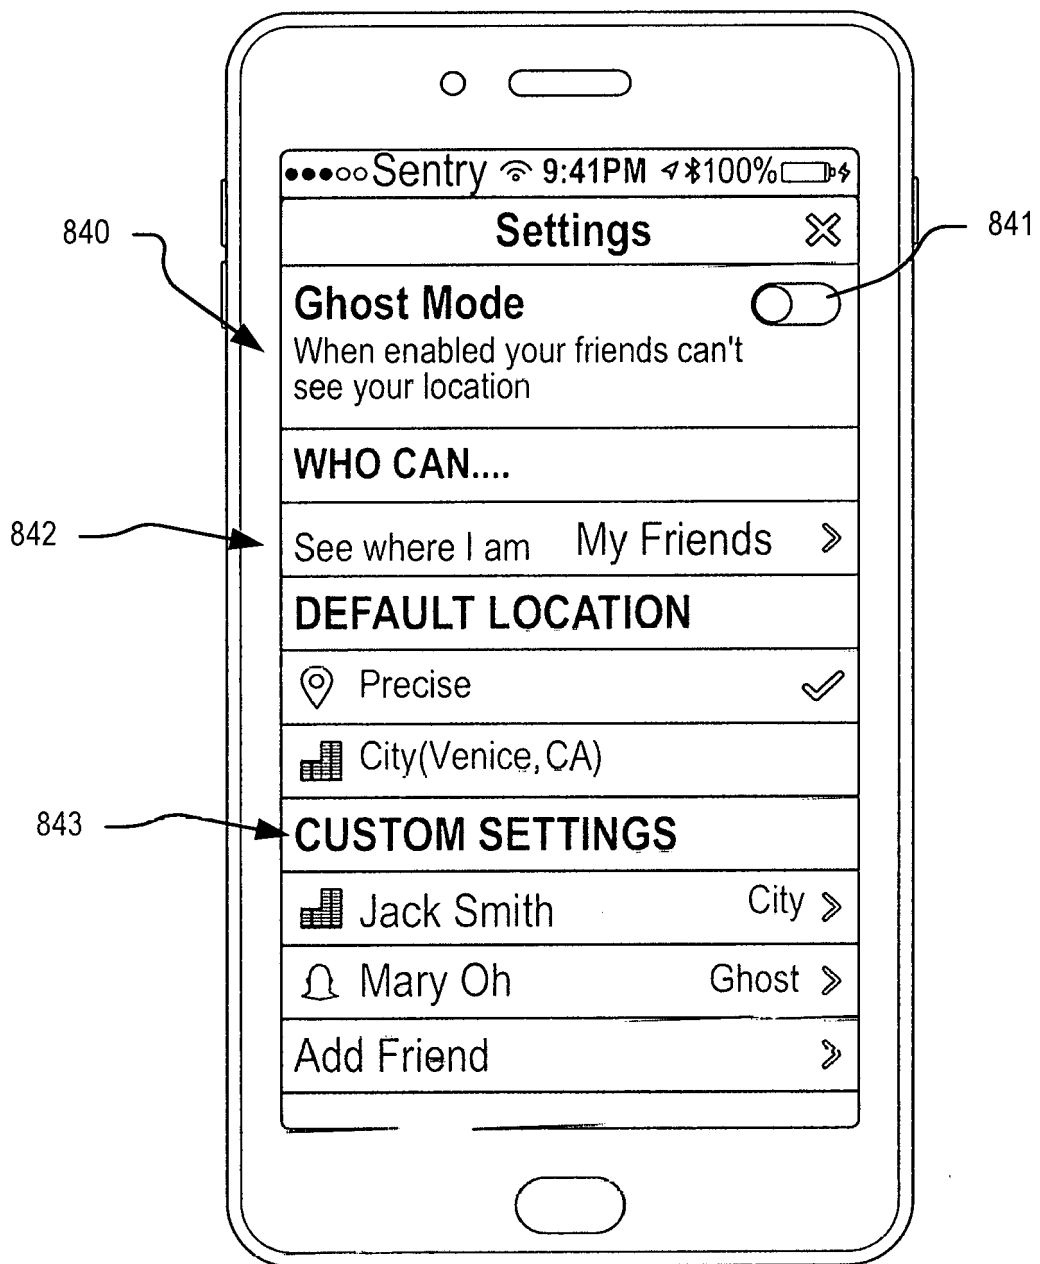 Sentry 9:41PM 100%
Settings
840
841
Ghost Mode
When enabled your friends can't
see your location
WHO CAN....
842
See where I am My Friends
DEFAULT LOCATION
Precise
City(Venice, CA)
843
CUSTOM SETTINGS
Jack Smith City
Mary Oh Ghost
Add Friend